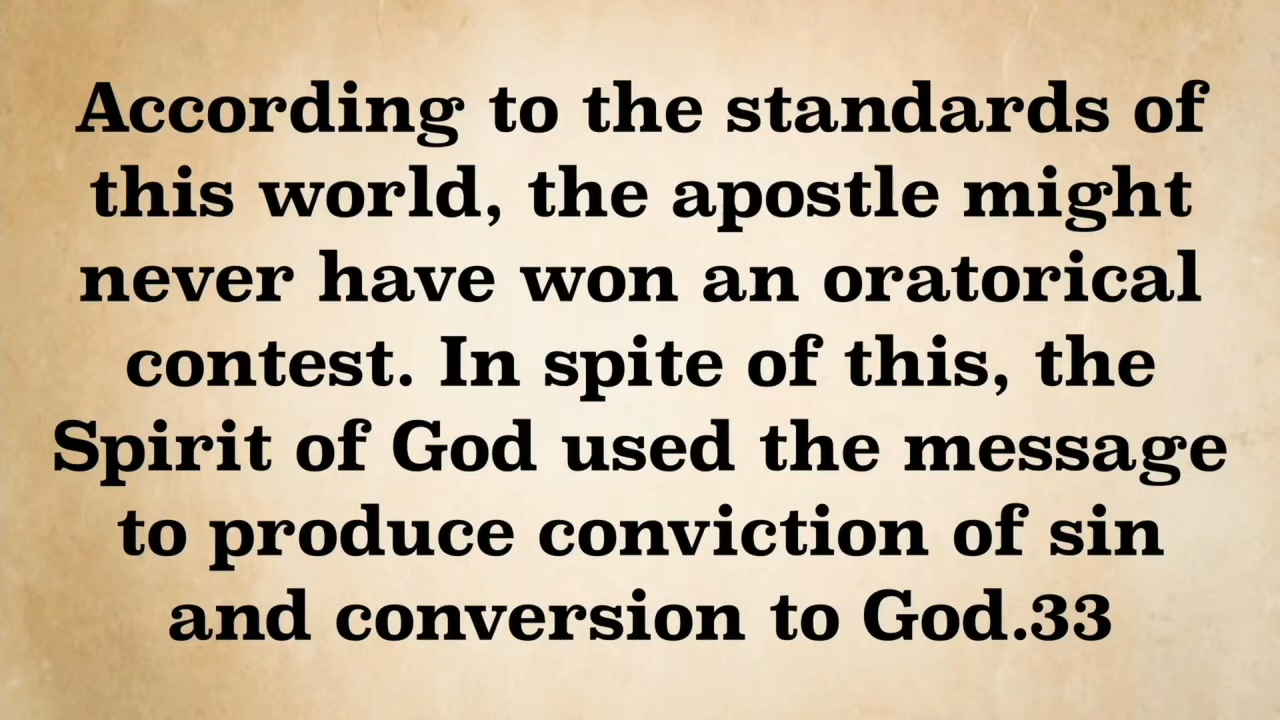 According to the standards of
this world, the apostle might
never have won an oratorical
contest. In spite of this, the
Spirit of God used the message
to produce conviction of sin
and conversion to God.33